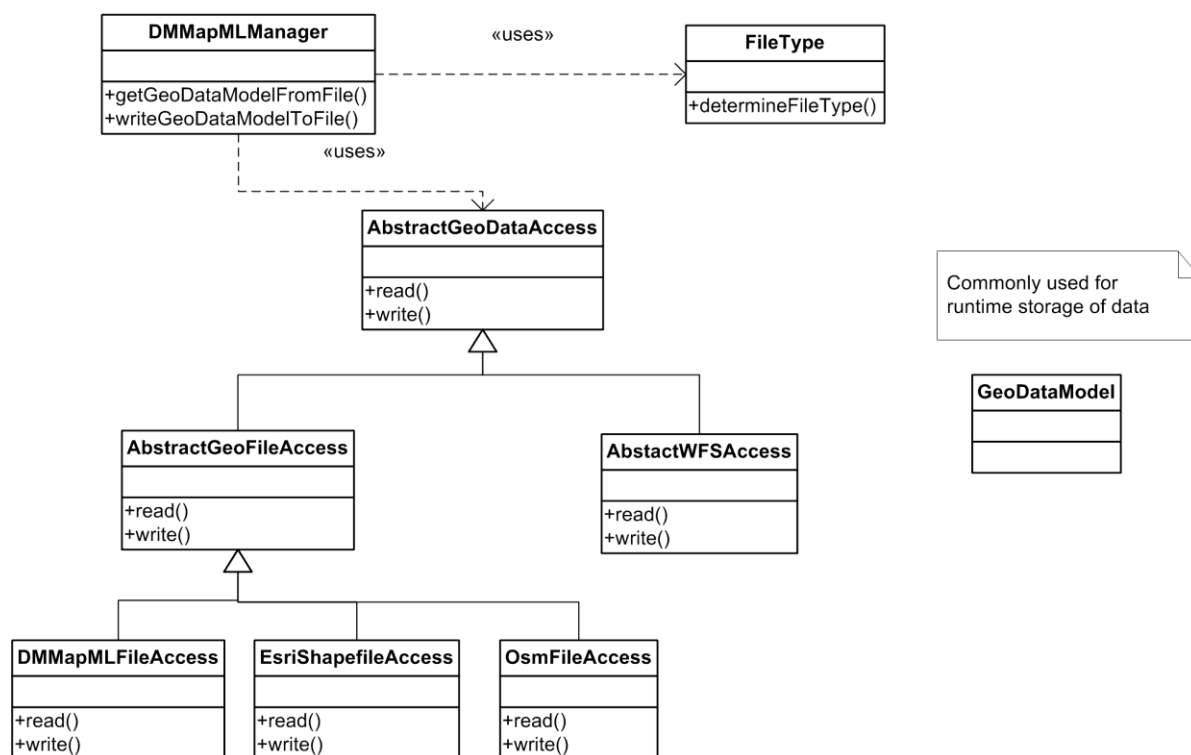 DMMapMLManager
+getGeoDataModelFromFile()
+writeGeoDataModelToFile()
«uses»
FileType
+determineFileType()
«uses»
AbstractGeoDataAccess
+read()
+write()
Commonly used for
runtime storage of data
GeoDataModel
AbstractGeoFileAccess
+read()
+write()
AbstactWFSAccess
+read()
+write()
DMMapMLFileAccess
+read()
+write()
EsriShapefileAccess
+read()
+write()
OsmFileAccess
+read()
+write()